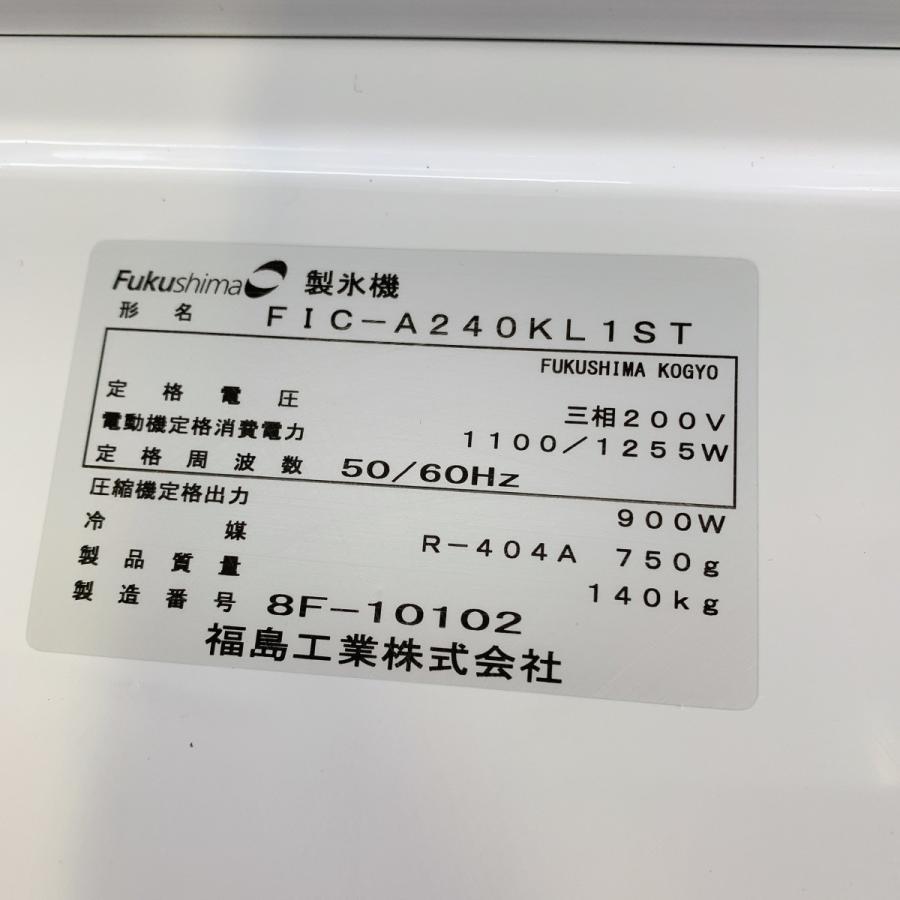 Fukushima 製氷機
形名 FIC-A240KL1ST
FUKUSHIMA KOGYO
定格電圧 三相200V
電動機定格消費電力 1100/1255W
定格周波数 50/60Hz
圧縮機定格出力 900W
冷媒 R-404A 750g
製品質量 140kg
製造番号 8F-10102
福島工業株式会社